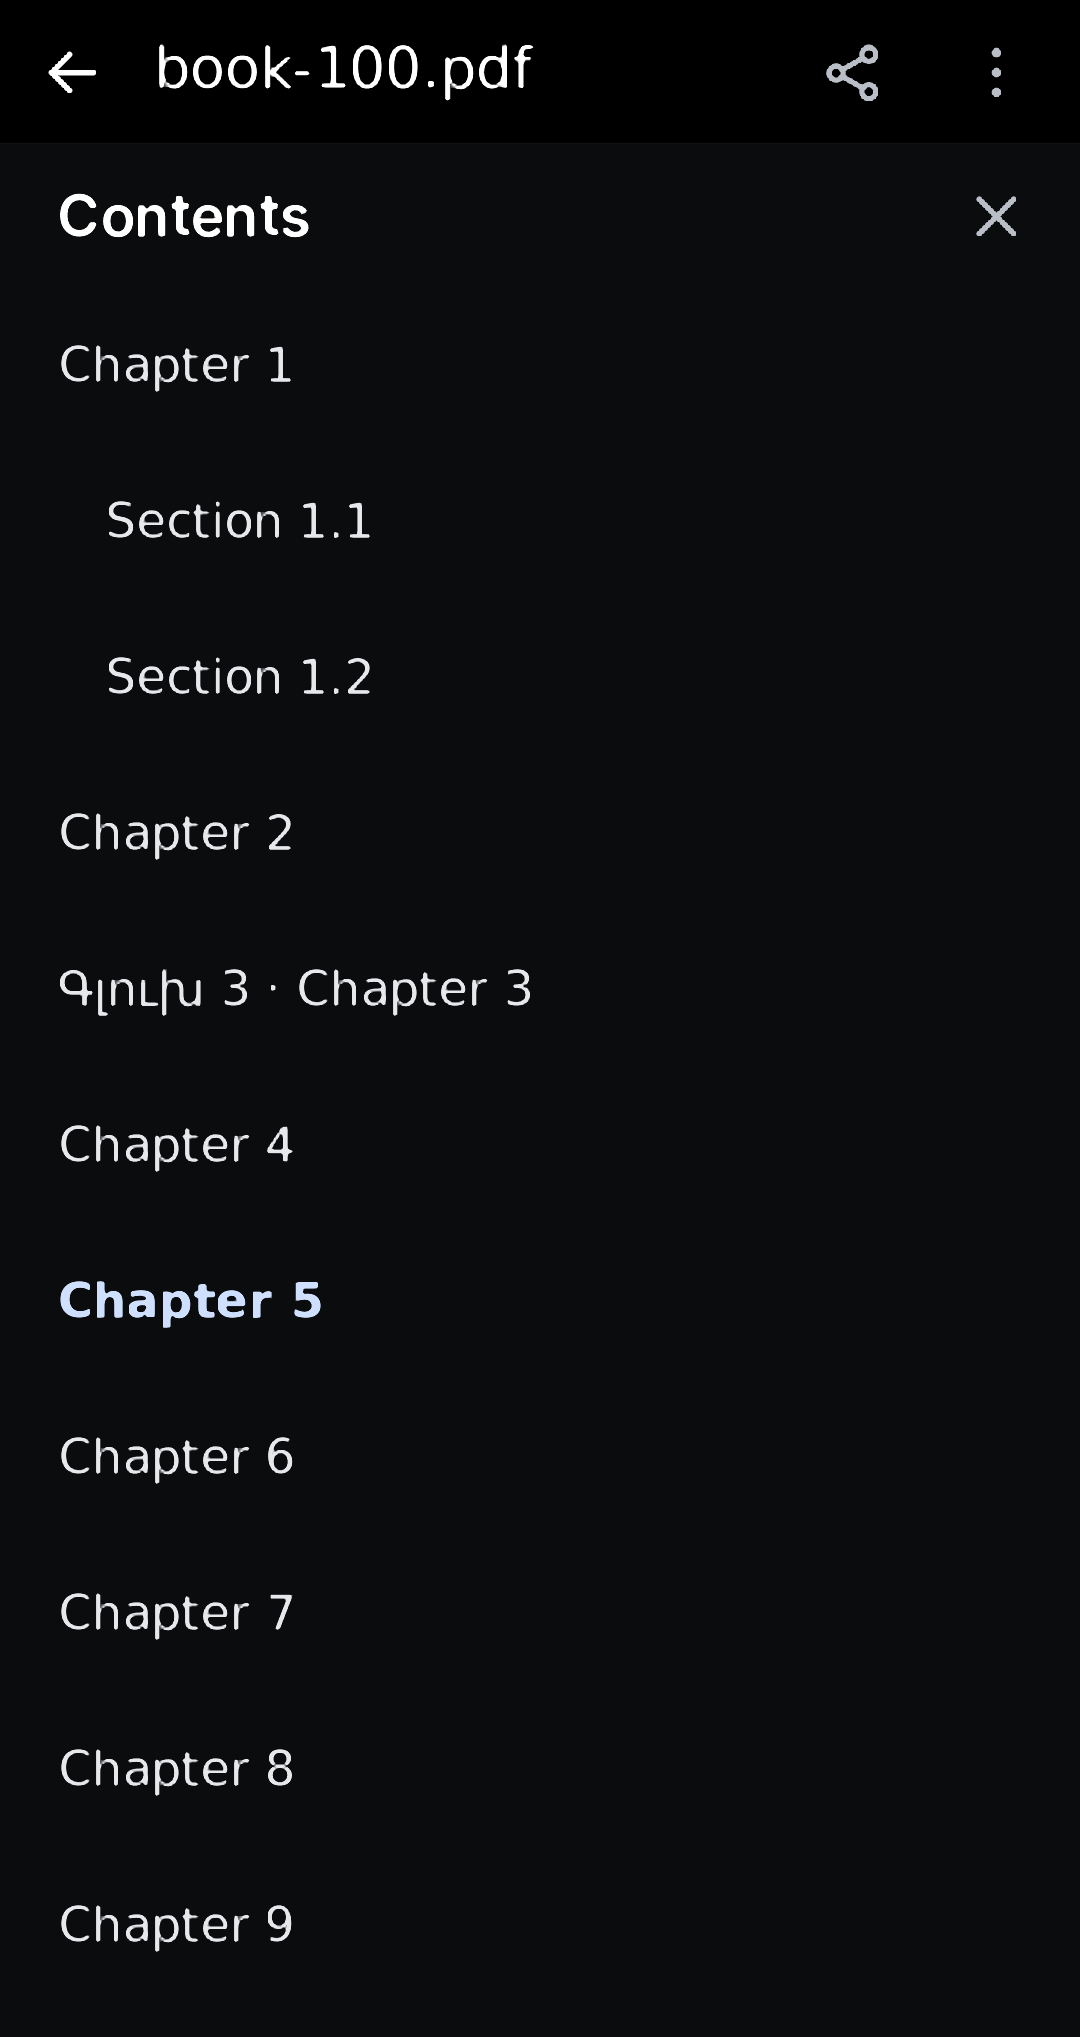 book-100.pdf
Contents
Chapter 1
Section 1.1
Section 1.2
Chapter 2
Գլուխ 3 · Chapter 3
Chapter 4
Chapter 5
Chapter 6
Chapter 7
Chapter 8
Chapter 9